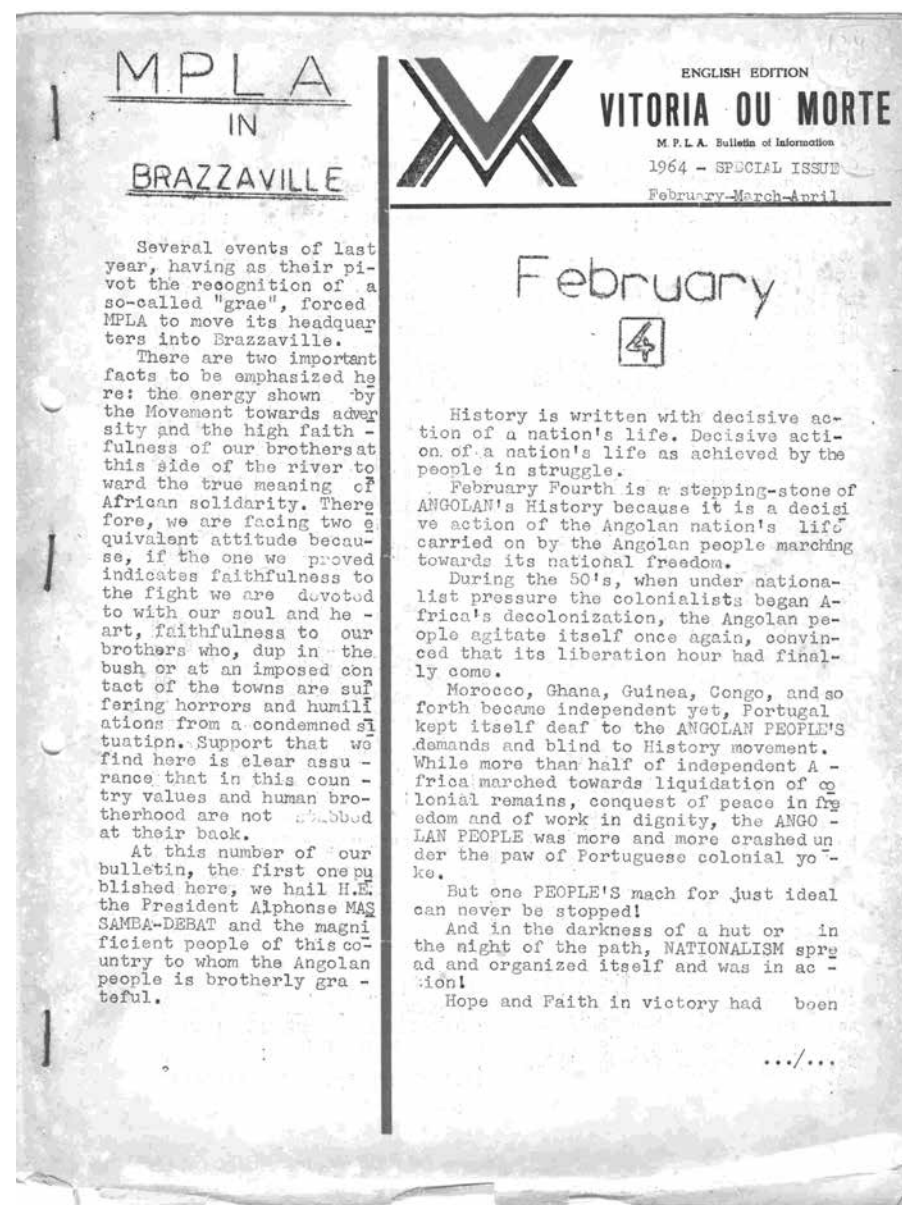 M.P.L A
IN
BRAZZAVILLE
Several events of last
year, having as their pi-
vot the recognition of a
so-called "grae", forced
MPLA to move its headquar
ters into Brazzaville.
There are two important
facts to be emphasized he
re: the energy shown by
the Movement towards adver
sity and the high faith -
fulness of our brothers at
this side of the river to
ward the true meaning of
African solidarity. There
fore, we are facing two e
quivalent attitude becau-
se, if the one we proved
indicates faithfulness to
the fight we are devoted
to with our soul and he -
art, faithfulness to our
brothers who, dup in the
bush or at an imposed con
tact of the towns are suf
fering horrors and humili
ations from a condemned si
tuation. Support that we
find here is clear assu -
rance that in this coun -
try values and human bro-
therhood are not stabbed
at their back.
At this number of our
bulletin, the first one pu
blished here, we hail H.E.
the President Alphonse MAS
SAMBA-DEBAT and the magni
ficient people of this co-
untry to whom the Angolan
people is brotherly gra -
teful.
ENGLISH EDITION
VITORIA OU MORTE
M. P. L. A. Bulletin of Information
1964 - SPECIAL ISSUE
February-March-April
February
4
History is written with decisive ac-
tion of a nation's life. Decisive acti-
on of a nation's life as achieved by the
people in struggle.
February Fourth is a stepping-stone of
ANGOLAN's History because it is a decisi
ve action of the Angolan nation's life
carried on by the Angolan people marching
towards its national freedom.
During the 50's, when under nationa-
list pressure the colonialists began A-
frica's decolonization, the Angolan pe-
ople agitate itself once again, convin-
ced that its liberation hour had final-
ly come.
Morocco, Ghana, Guinea, Congo, and so
forth became independent yet, Portugal
kept itself deaf to the ANGOLAN PEOPLE'S
demands and blind to History movement.
While more than half of independent A -
frica marched towards liquidation of co
lonial remains, conquest of peace in fre
edom and of work in dignity, the ANGO -
LAN PEOPLE was more and more crashed un
der the paw of Portuguese colonial yo -
ke.
But one PEOPLE'S mach for just ideal
can never be stopped!
And in the darkness of a hut or in
the night of the path, NATIONALISM spre
ad and organized itself and was in ac -
tion!
Hope and Faith in victory had been
.../...